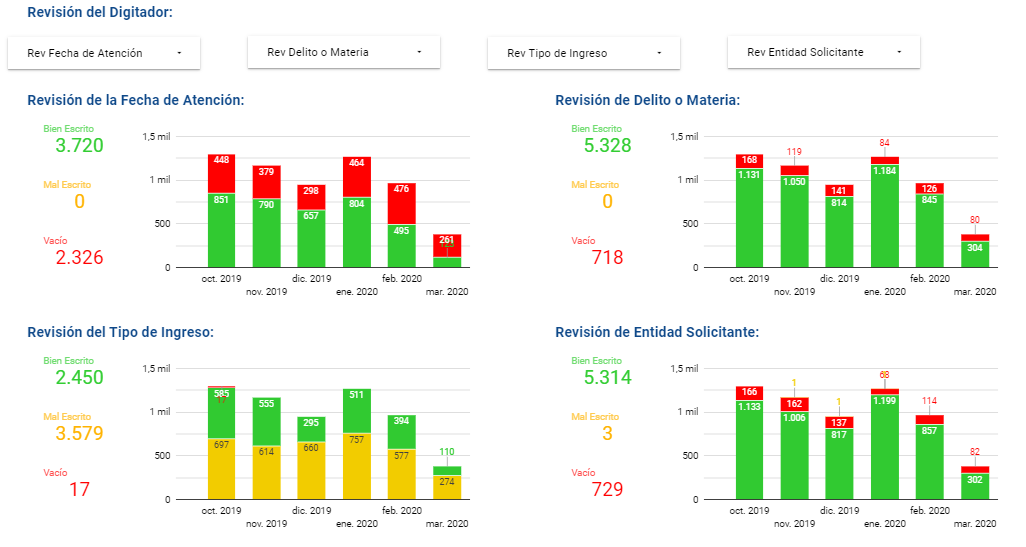 Revisión del Digitador:
Rev Fecha de Atención
Rev Delito o Materia
Rev Tipo de Ingreso
Rev Entidad Solicitante
Revisión de la Fecha de Atención:
Bien Escrito
3.720
Mal Escrito
0
Vacío
2.326
1,5 mil
1 mil
500
0
448
379
298
464
476
261
851
790
657
804
495
oct. 2019
nov. 2019
dic. 2019
ene. 2020
feb. 2020
mar. 2020
Revisión de Delito o Materia:
Bien Escrito
5.328
Mal Escrito
0
Vacío
718
1,5 mil
1 mil
500
0
168
119
141
84
126
80
1.131
1.050
814
1.184
845
304
oct. 2019
nov. 2019
dic. 2019
ene. 2020
feb. 2020
mar. 2020
Revisión del Tipo de Ingreso:
Bien Escrito
2.450
Mal Escrito
3.579
Vacío
17
1,5 mil
1 mil
500
0
585
17
555
295
511
394
110
697
614
660
757
577
274
oct. 2019
nov. 2019
dic. 2019
ene. 2020
feb. 2020
mar. 2020
Revisión de Entidad Solicitante:
Bien Escrito
5.314
Mal Escrito
3
Vacío
729
1,5 mil
1 mil
500
0
166
1
162
1
137
68
114
82
1.133
1.006
817
1.199
857
302
oct. 2019
nov. 2019
dic. 2019
ene. 2020
feb. 2020
mar. 2020